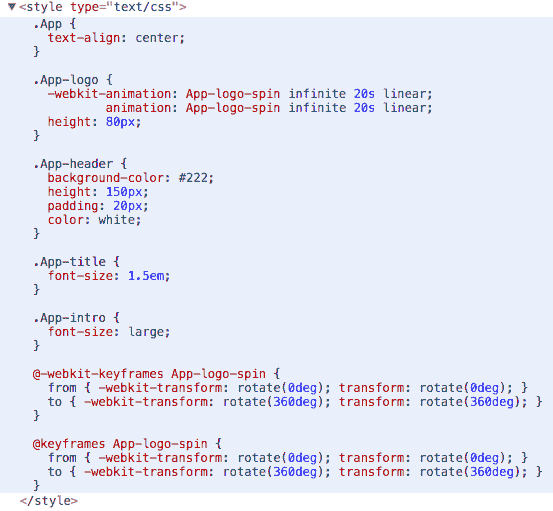 <style type="text/css">
.App {
  text-align: center;
}

.App-logo {
  -webkit-animation: App-logo-spin infinite 20s linear;
          animation: App-logo-spin infinite 20s linear;
  height: 80px;
}

.App-header {
  background-color: #222;
  height: 150px;
  padding: 20px;
  color: white;
}

.App-title {
  font-size: 1.5em;
}

.App-intro {
  font-size: large;
}

@-webkit-keyframes App-logo-spin {
  from { -webkit-transform: rotate(0deg); transform: rotate(0deg); }
  to { -webkit-transform: rotate(360deg); transform: rotate(360deg); }
}

@keyframes App-logo-spin {
  from { -webkit-transform: rotate(0deg); transform: rotate(0deg); }
  to { -webkit-transform: rotate(360deg); transform: rotate(360deg); }
}
</style>